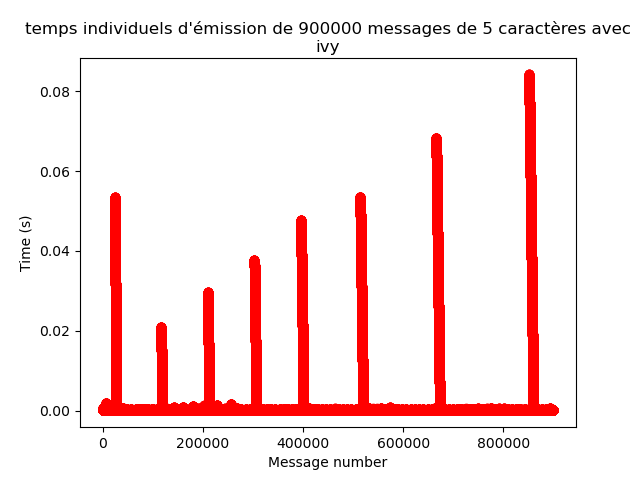 temps individuels d'émission de 900000 messages de 5 caractères avec
ivy
0.08
0.06
0.04
0.02
0.00
Time (s)
0 200000 400000 600000 800000
Message number